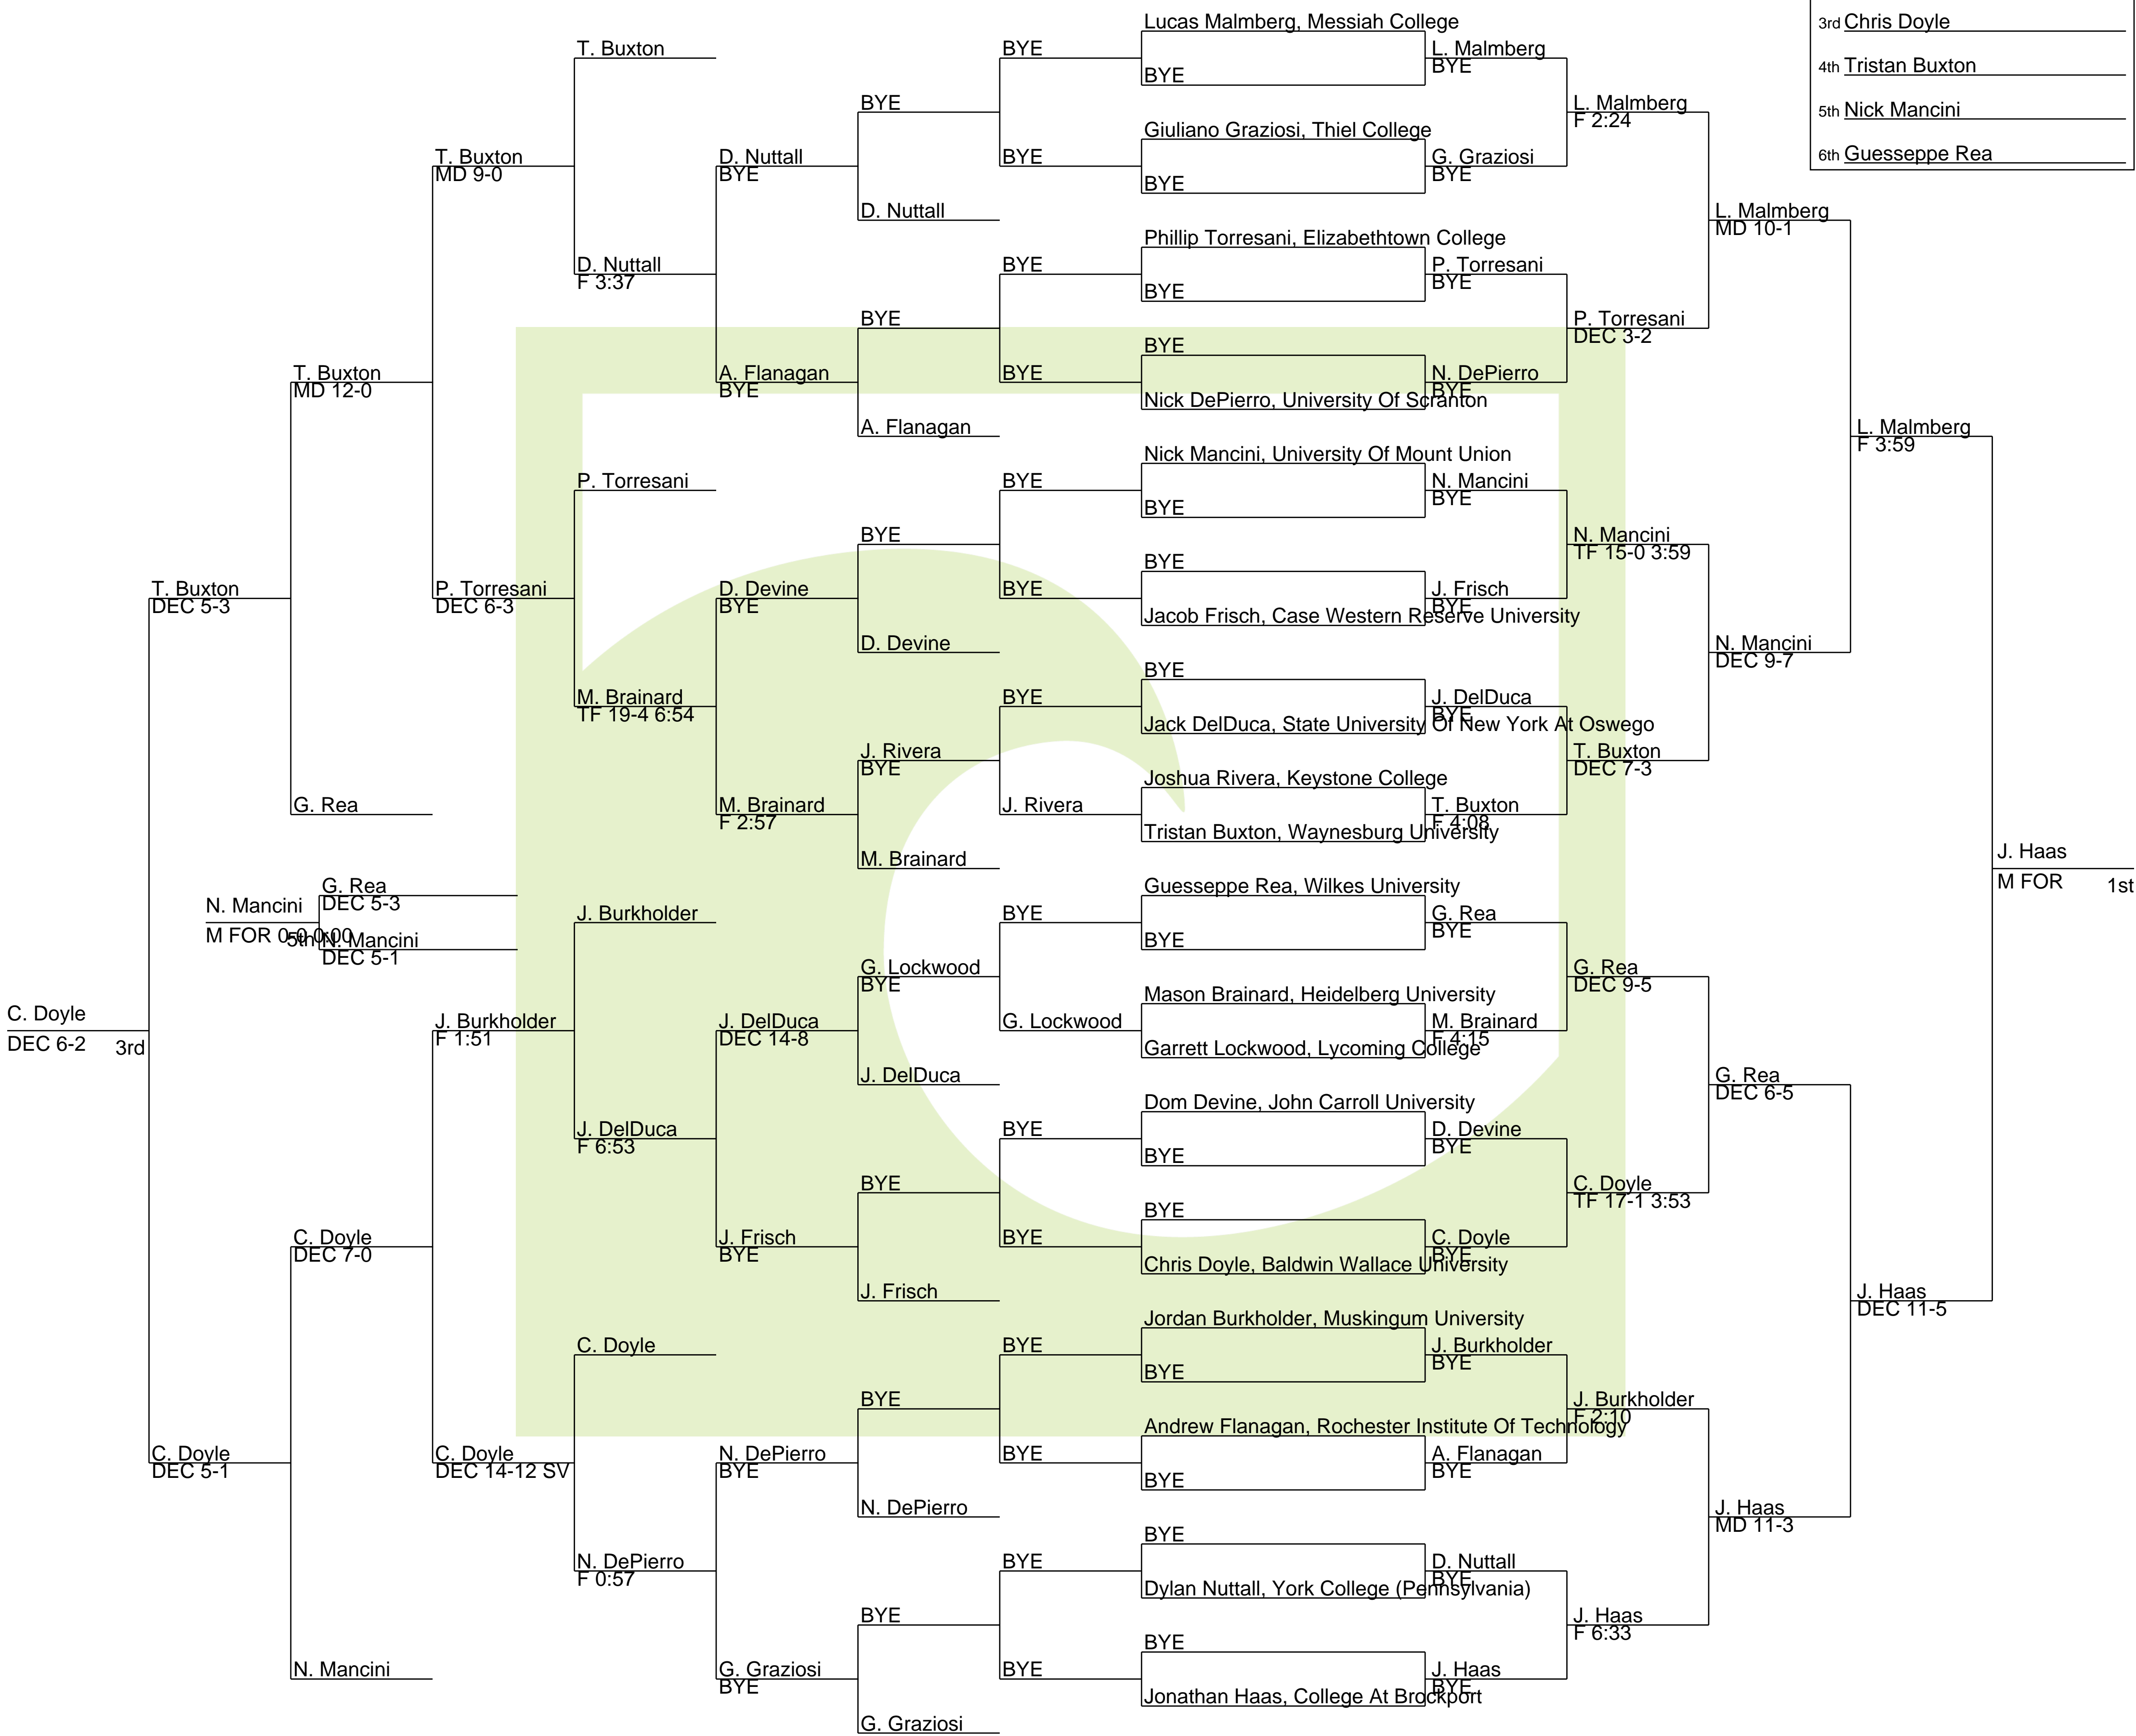 Lucas Malmberg, Messiah College
3rd Chris Doyle
T. Buxton
BYE
L. Malmberg
BYE
4th Tristan Buxton
BYE
BYE
L. Malmberg
F 2:24
5th Nick Mancini
Giuliano Graziosi, Thiel College
T. Buxton
MD 9-0
D. Nuttall
BYE
BYE
G. Graziosi
BYE
6th Guesseppe Rea
BYE
D. Nuttall
L. Malmberg
MD 10-1
Phillip Torresani, Elizabethtown College
D. Nuttall
F 3:37
BYE
P. Torresani
BYE
BYE
BYE
P. Torresani
DEC 3-2
BYE
T. Buxton
MD 12-0
A. Flanagan
BYE
BYE
N. DePierro
BYE
Nick DePierro, University Of Scranton
A. Flanagan
L. Malmberg
F 3:59
Nick Mancini, University Of Mount Union
P. Torresani
BYE
N. Mancini
BYE
BYE
BYE
N. Mancini
TF 15-0 3:59
BYE
T. Buxton
DEC 5-3
P. Torresani
DEC 6-3
D. Devine
BYE
BYE
J. Frisch
BYE
Jacob Frisch, Case Western Reserve University
D. Devine
N. Mancini
DEC 9-7
BYE
M. Brainard
TF 19-4 6:54
BYE
J. DelDuca
BYE
Jack DelDuca, State University Of New York At Oswego
J. Rivera
BYE
T. Buxton
DEC 7-3
Joshua Rivera, Keystone College
G. Rea
M. Brainard
F 2:57
J. Rivera
T. Buxton
F 4:08
Tristan Buxton, Waynesburg University
M. Brainard
J. Haas
M FOR
1st
G. Rea
DEC 5-3
Guesseppe Rea, Wilkes University
N. Mancini
M FOR 0-0 0:00
5th
J. Burkholder
BYE
G. Rea
BYE
N. Mancini
DEC 5-1
BYE
G. Lockwood
BYE
G. Rea
DEC 9-5
Mason Brainard, Heidelberg University
C. Doyle
DEC 6-2
3rd
J. Burkholder
F 1:51
J. DelDuca
DEC 14-8
G. Lockwood
M. Brainard
F 4:15
Garrett Lockwood, Lycoming College
J. DelDuca
G. Rea
DEC 6-5
Dom Devine, John Carroll University
J. DelDuca
F 6:53
BYE
D. Devine
BYE
BYE
BYE
C. Doyle
TF 17-1 3:53
BYE
C. Doyle
DEC 7-0
J. Frisch
BYE
BYE
C. Doyle
BYE
Chris Doyle, Baldwin Wallace University
J. Frisch
J. Haas
DEC 11-5
Jordan Burkholder, Muskingum University
C. Doyle
BYE
J. Burkholder
BYE
BYE
BYE
J. Burkholder
F 2:10
Andrew Flanagan, Rochester Institute Of Technology
C. Doyle
DEC 5-1
C. Doyle
DEC 14-12 SV
N. DePierro
BYE
BYE
A. Flanagan
BYE
BYE
N. DePierro
J. Haas
MD 11-3
BYE
N. DePierro
F 0:57
BYE
D. Nuttall
BYE
Dylan Nuttall, York College (Pennsylvania)
BYE
J. Haas
F 6:33
BYE
N. Mancini
G. Graziosi
BYE
BYE
J. Haas
BYE
Jonathan Haas, College At Brockport
G. Graziosi